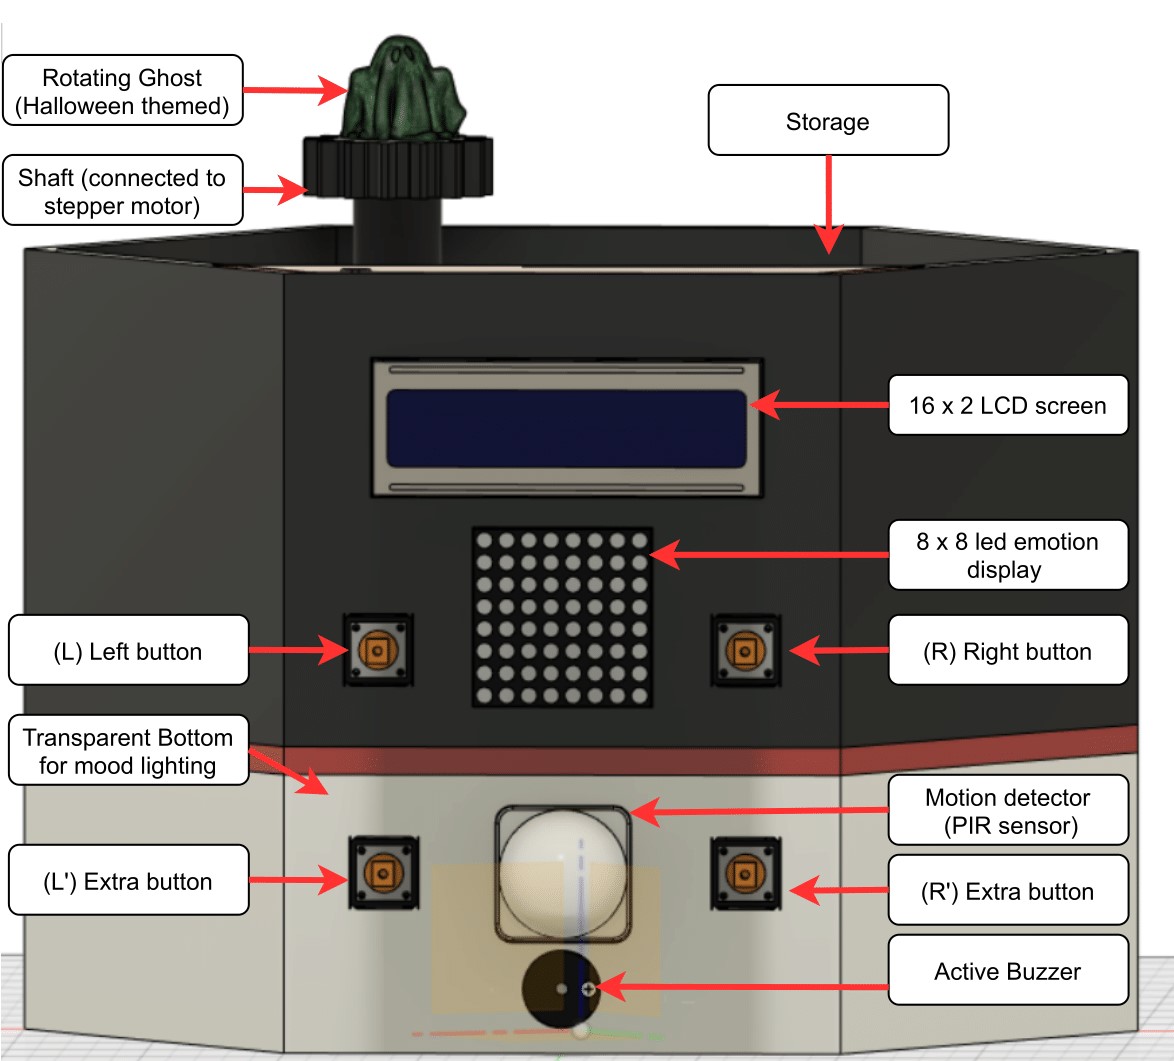 Rotating Ghost
(Halloween themed)
Storage
Shaft (connected to
stepper motor)
16 x 2 LCD screen
8 x 8 led emotion
display
(L) Left button
(R) Right button
Transparent Bottom
for mood lighting
Motion detector
(PIR sensor)
(L') Extra button
(R') Extra button
Active Buzzer